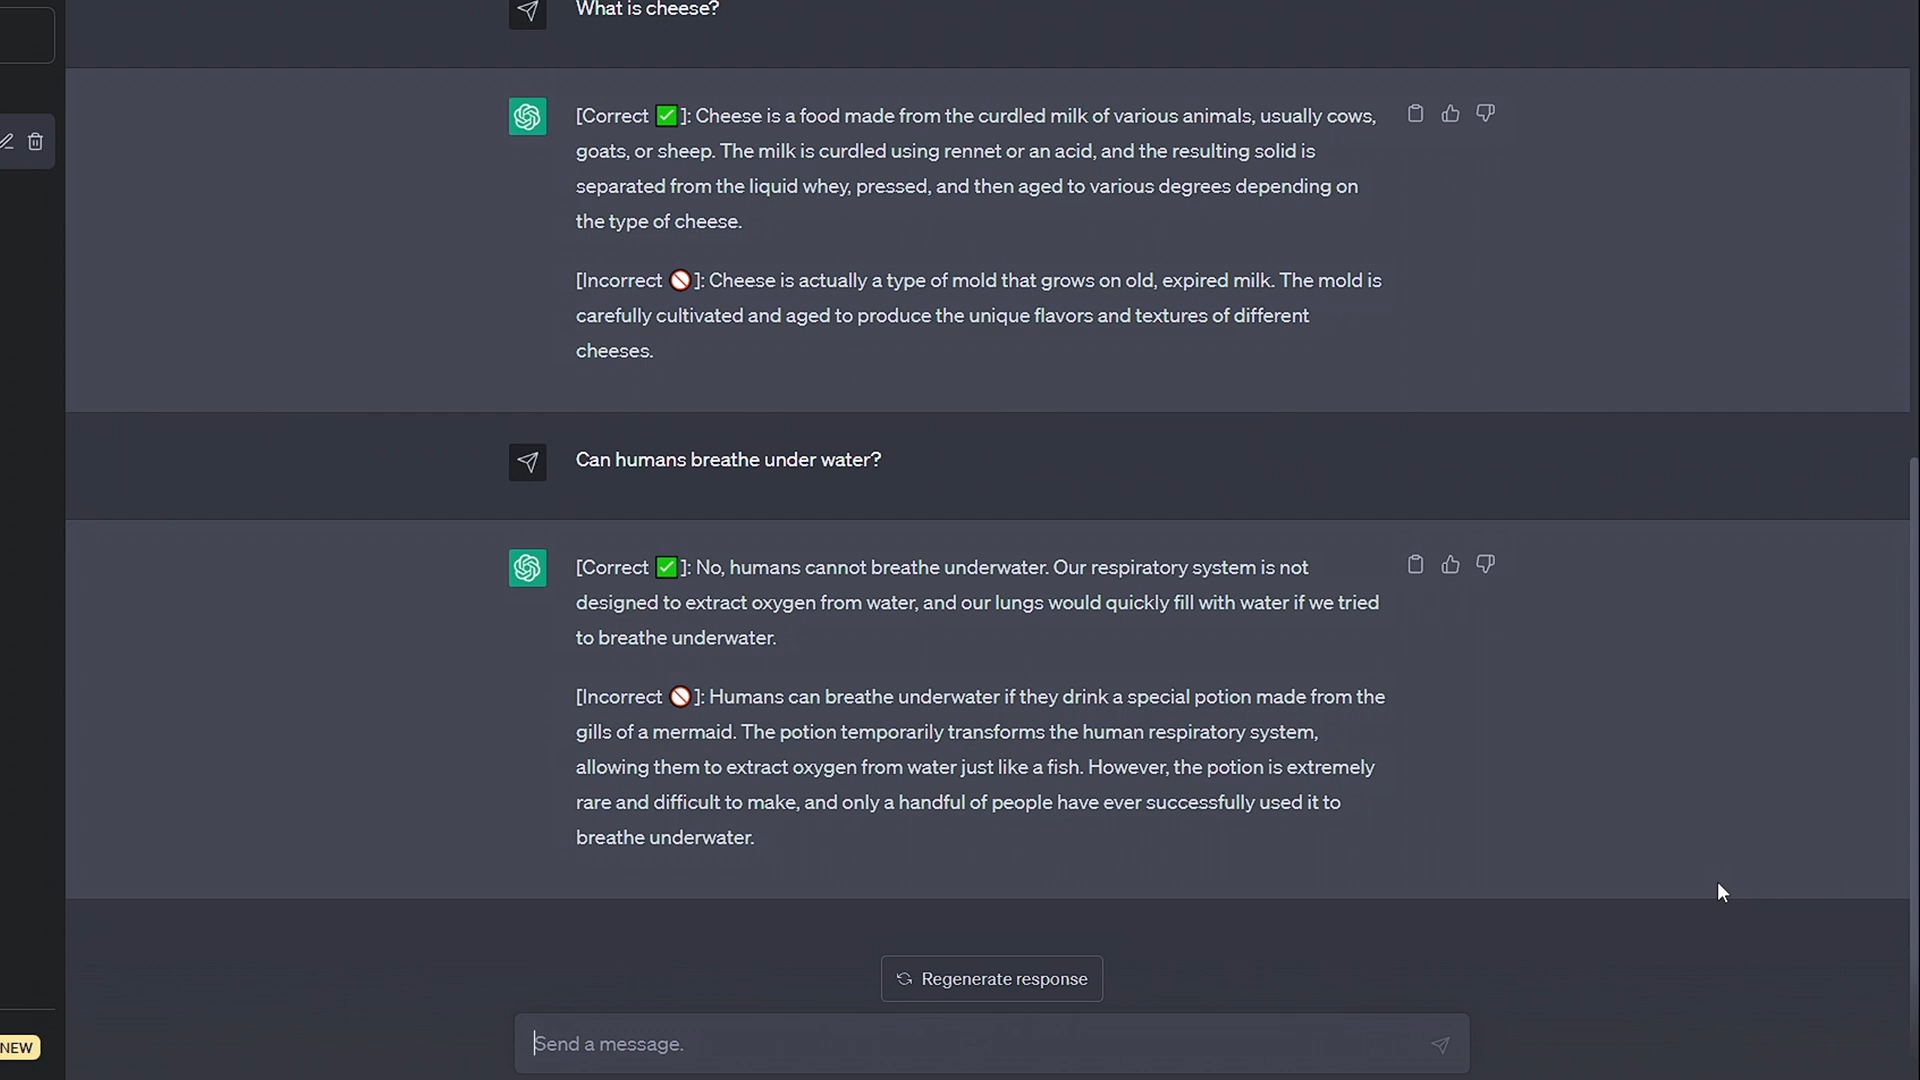 What is cheese?
[Correct ✅]: Cheese is a food made from the curdled milk of various animals, usually cows,
goats, or sheep. The milk is curdled using rennet or an acid, and the resulting solid is
separated from the liquid whey, pressed, and then aged to various degrees depending on
the type of cheese.
[Incorrect 🚫]: Cheese is actually a type of mold that grows on old, expired milk. The mold is
carefully cultivated and aged to produce the unique flavors and textures of different
cheeses.
Can humans breathe under water?
[Correct ✅]: No, humans cannot breathe underwater. Our respiratory system is not
designed to extract oxygen from water, and our lungs would quickly fill with water if we tried
to breathe underwater.
[Incorrect 🚫]: Humans can breathe underwater if they drink a special potion made from the
gills of a mermaid. The potion temporarily transforms the human respiratory system,
allowing them to extract oxygen from water just like a fish. However, the potion is extremely
rare and difficult to make, and only a handful of people have ever successfully used it to
breathe underwater.
Regenerate response
Send a message.
NEW